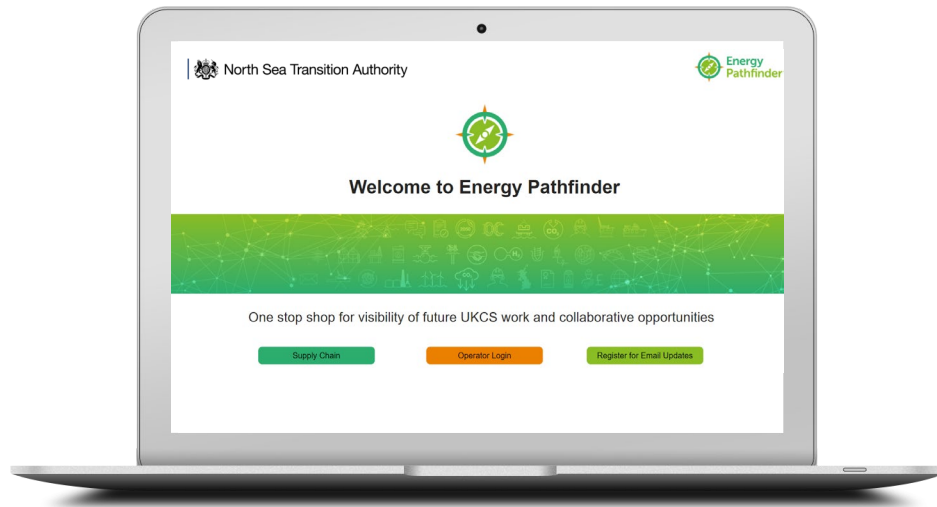 North Sea Transition Authority
Energy
Pathfinder
Welcome to Energy Pathfinder
One stop shop for visibility of future UKCS work and collaborative opportunities
Supply Chain
Operator Login
Register for Email Updates